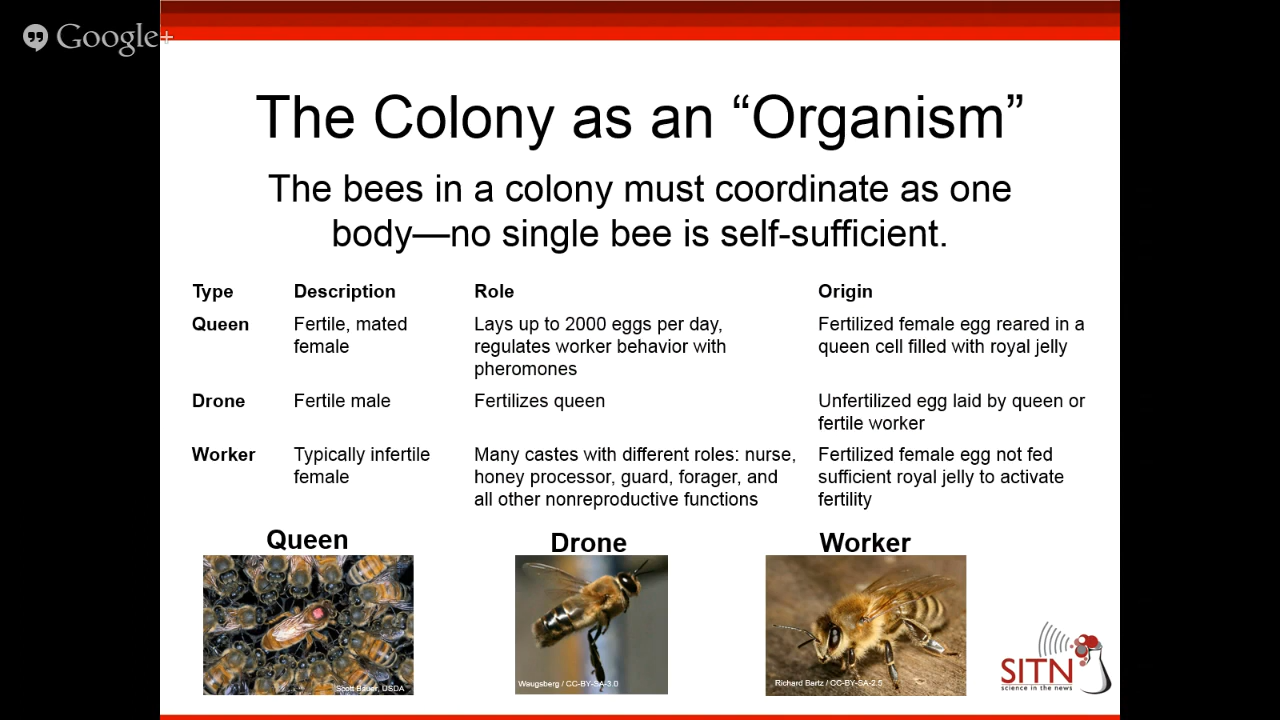 Google+
The Colony as an “Organism”
The bees in a colony must coordinate as one
body—no single bee is self-sufficient.
Type Description Role Origin
Queen Fertile, mated Lays up to 2000 eggs per day, Fertilized female egg reared in a
female regulates worker behavior with queen cell filled with royal jelly
pheromones
Drone Fertile male Fertilizes queen Unfertilized egg laid by queen or
fertile worker
Worker Typically infertile Many castes with different roles: nurse, Fertilized female egg not fed
female honey processor, guard, forager, and sufficient royal jelly to activate
all other nonreproductive functions fertility
Queen Drone Worker
Scott Bauer, USDA
Waugsberg / CC-BY-SA-3.0
Richard Bartz / CC-BY-SA-2.5
SITN
science in the news